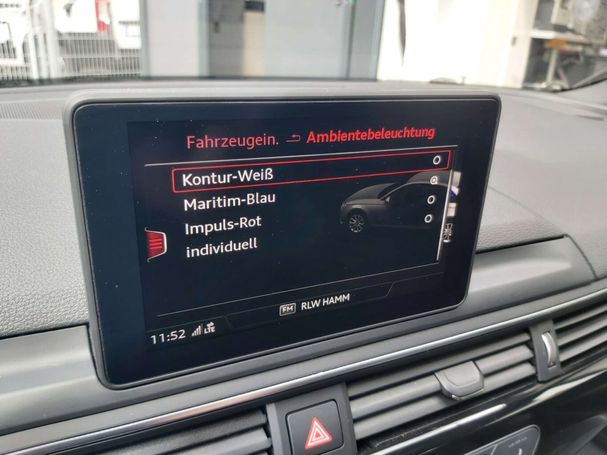 Fahrzeugein. Ambientebeleuchtung
Kontur-Weiß
Maritim-Blau
Impuls-Rot
individuell
FM RLW HAMM
11:52 LTE